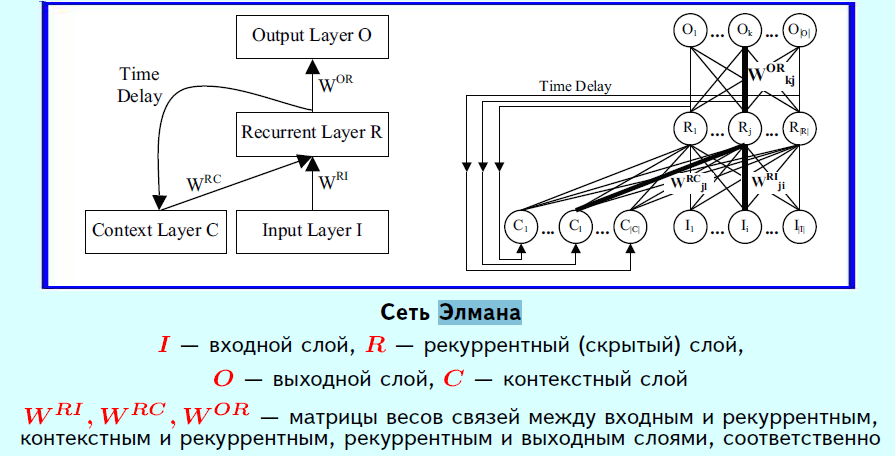 Output Layer O
Time
Delay
W^OR
Recurrent Layer R
W^RC
W^RI
Context Layer C
Input Layer I
O₁ ... Oₖ ... O|O|
W^OR kj
Time Delay
R₁ ... Rⱼ ... R|R|
W^RC jl
W^RI ji
C₁ ... Cₗ ... C|C|
I₁ ... Iᵢ ... I|I|
Сеть Элмана
I — входной слой, R — рекуррентный (скрытый) слой,
O — выходной слой, C — контекстный слой
W^RI, W^RC, W^OR — матрицы весов связей между входным и рекуррентным,
контекстным и рекуррентным, рекуррентным и выходным слоями, соответственно